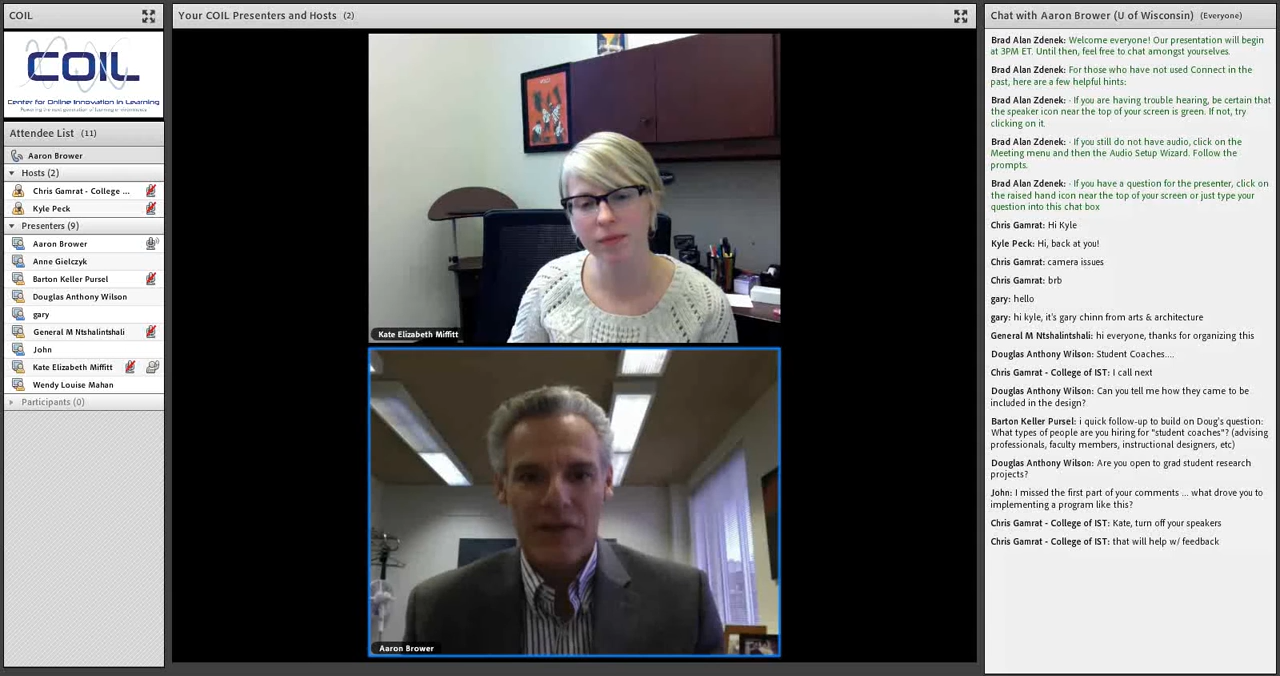 COIL
COIL
Center for Online Innovation in Learning
Attendee List (11)
Aaron Brower
Hosts (2)
Chris Gamrat - College ...
Kyle Peck
Presenters (9)
Aaron Brower
Anne Gielczyk
Barton Keller Pursel
Douglas Anthony Wilson
gary
General M Ntshalintshali
John
Kate Elizabeth Miffitt
Wendy Louise Mahan
Participants (0)
Your COIL Presenters and Hosts (2)
Kate Elizabeth Miffitt
Aaron Brower
Chat with Aaron Brower (U of Wisconsin) (Everyone)
Brad Alan Zdenek: Welcome everyone! Our presentation will begin
at 3PM ET. Until then, feel free to chat amongst yourselves.
Brad Alan Zdenek: For those who have not used Connect in the
past, here are a few helpful hints:
Brad Alan Zdenek: - If you are having trouble hearing, be certain that
the speaker icon near the top of your screen is green. If not, try
clicking on it.
Brad Alan Zdenek: - If you still do not have audio, click on the
Meeting menu and then the Audio Setup Wizard. Follow the
prompts.
Brad Alan Zdenek: - If you have a question for the presenter, click on
the raised hand icon near the top of your screen or just type your
question into this chat box
Chris Gamrat: Hi Kyle
Kyle Peck: Hi, back at you!
Chris Gamrat: camera issues
Chris Gamrat: brb
gary: hello
gary: hi kyle, it's gary chinn from arts & architecture
General M Ntshalintshali: hi everyone, thanks for organizing this
Douglas Anthony Wilson: Student Coaches....
Chris Gamrat - College of IST: I call next
Douglas Anthony Wilson: Can you tell me how they came to be
included in the design?
Barton Keller Pursel: i quick follow-up to build on Doug's question:
What types of people are you hiring for "student coaches"? (advising
professionals, faculty members, instructional designers, etc)
Douglas Anthony Wilson: Are you open to grad student research
projects?
John: I missed the first part of your comments ... what drove you to
implementing a program like this?
Chris Gamrat - College of IST: Kate, turn off your speakers
Chris Gamrat - College of IST: that will help w/ feedback